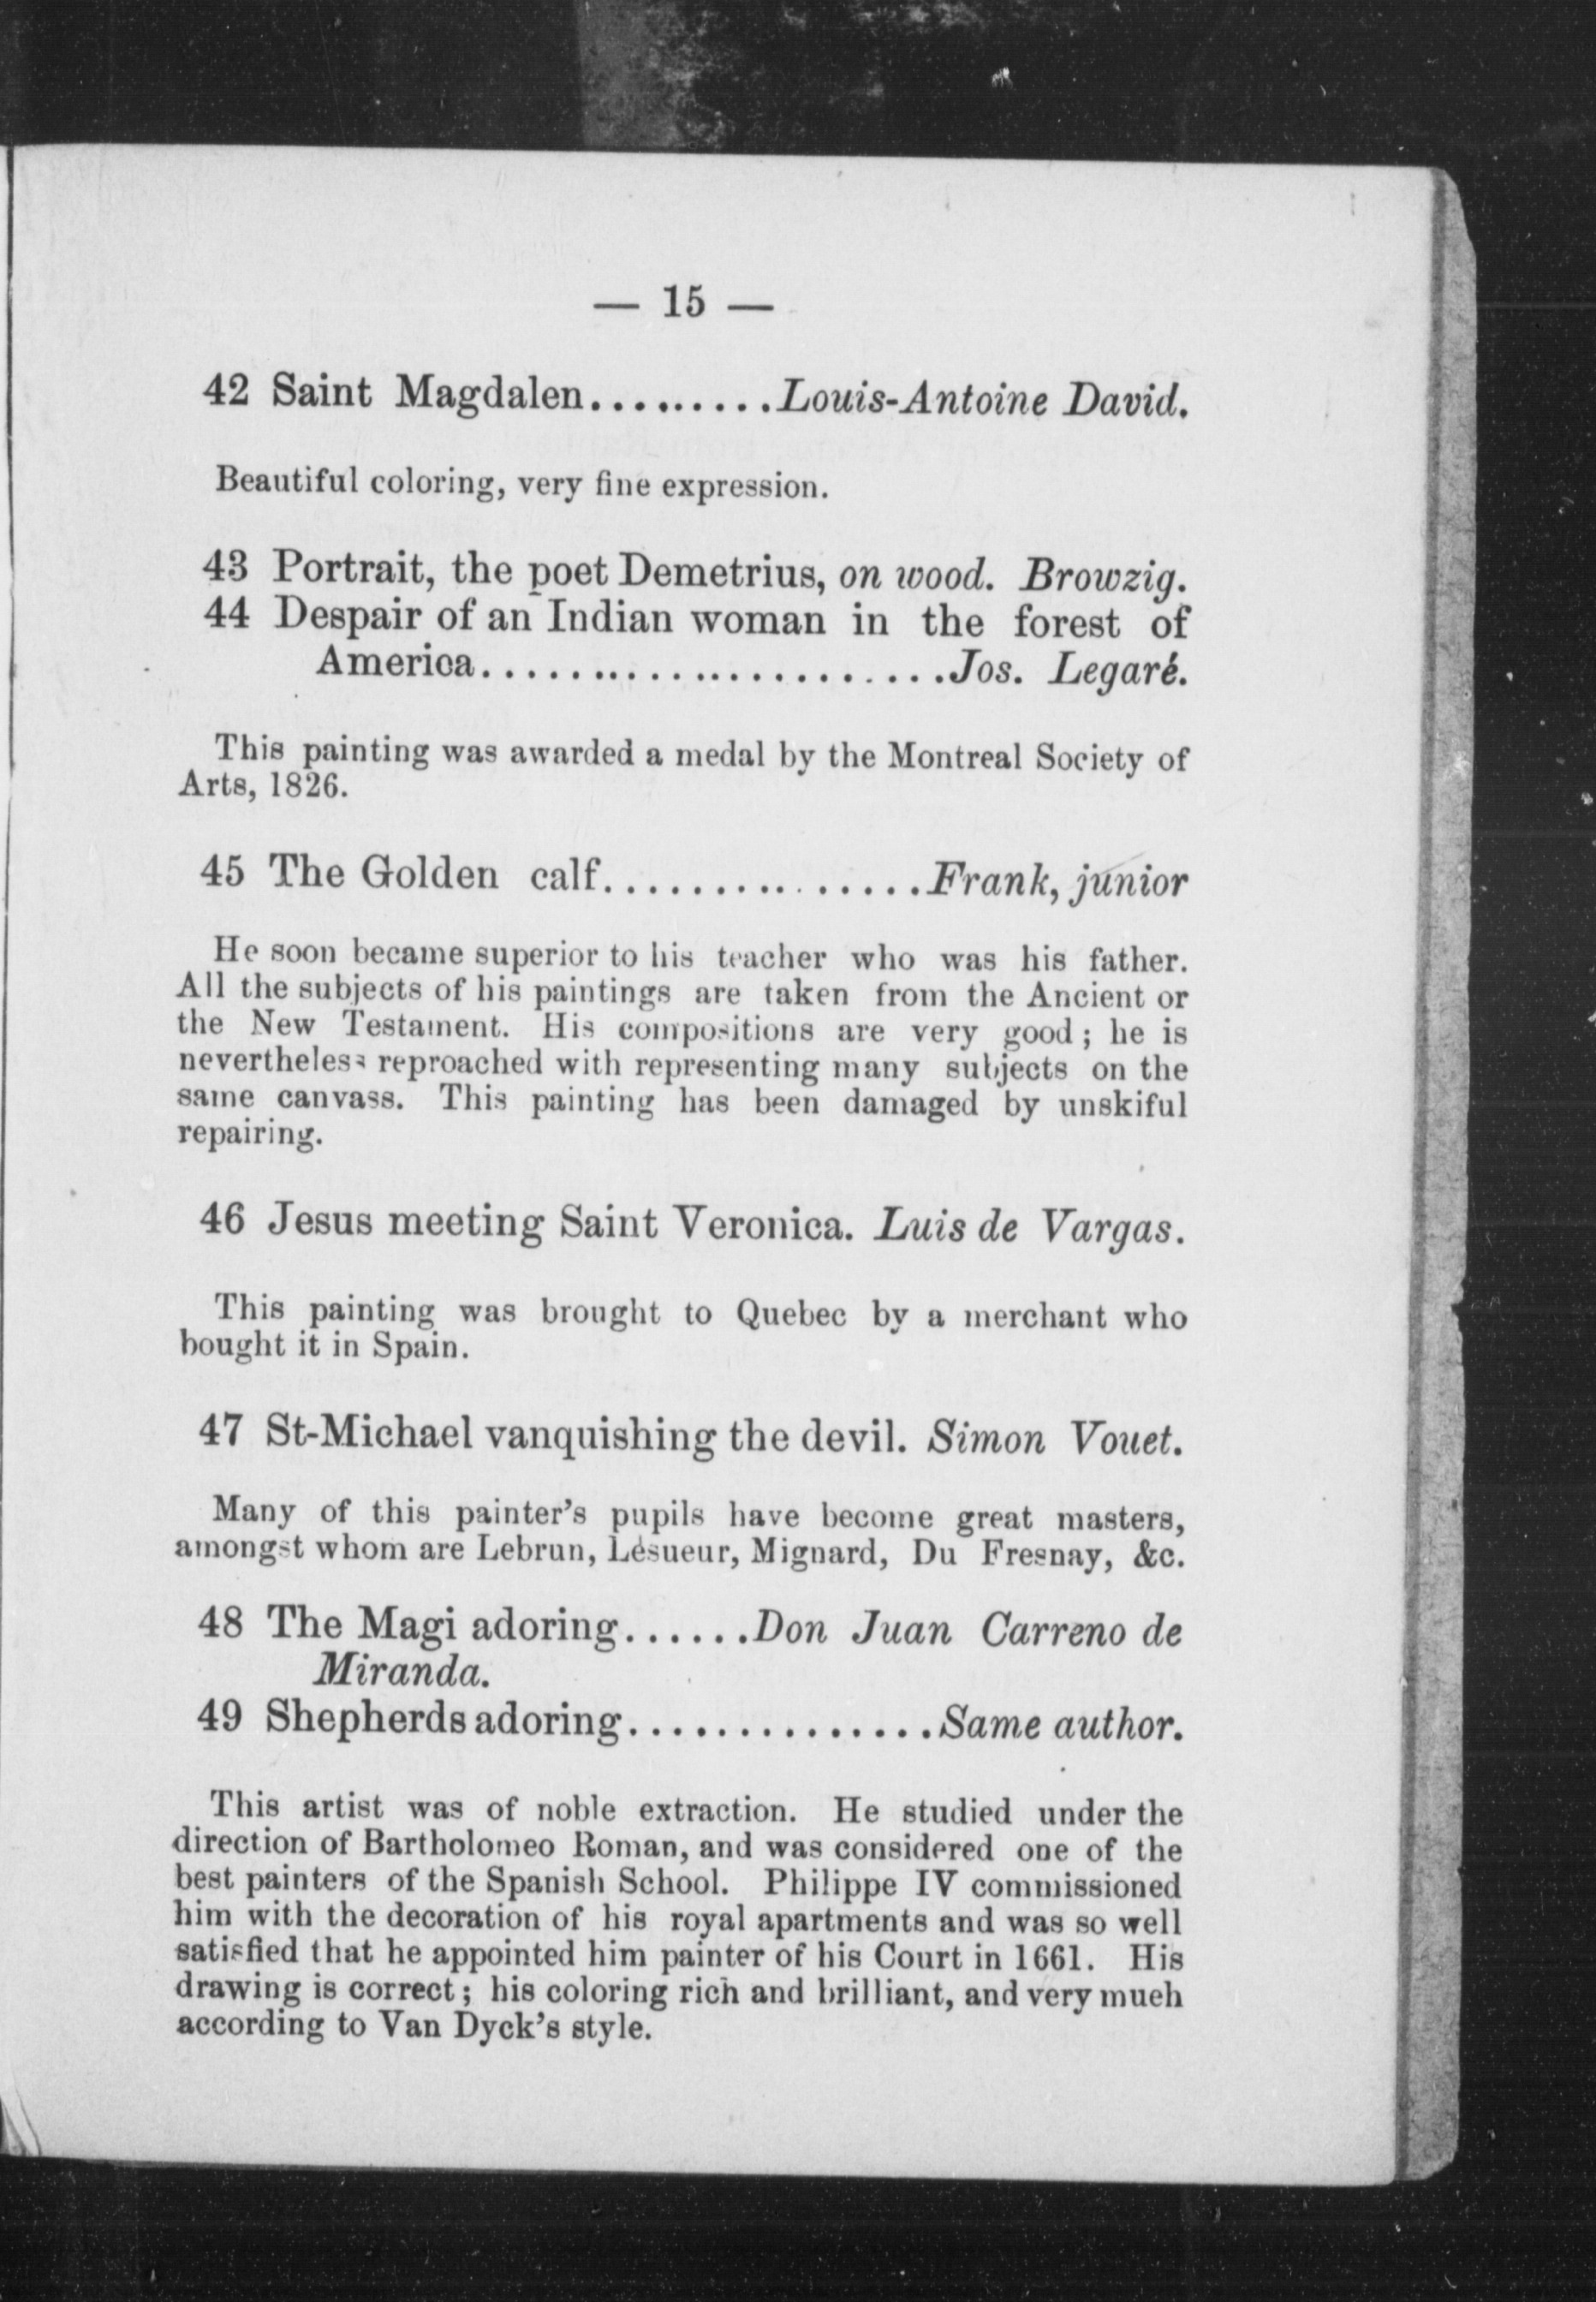 — 15 —
42 Saint Magdalen..........Louis-Antoine David.
Beautiful coloring, very fine expression.
43 Portrait, the poet Demetrius, on wood. Browzig.
44 Despair of an Indian woman in the forest of
America..........................Jos. Legaré.
This painting was awarded a medal by the Montreal Society of
Arts, 1826.
45 The Golden calf.................Frank, junior
He soon became superior to his teacher who was his father.
All the subjects of his paintings are taken from the Ancient or
the New Testament. His compositions are very good; he is
nevertheless reproached with representing many subjects on the
same canvass. This painting has been damaged by unskiful
repairing.
46 Jesus meeting Saint Veronica. Luis de Vargas.
This painting was brought to Quebec by a merchant who
bought it in Spain.
47 St-Michael vanquishing the devil. Simon Vouet.
Many of this painter's pupils have become great masters,
amongst whom are Lebrun, Lésueur, Mignard, Du Fresnay, &c.
48 The Magi adoring.......Don Juan Carreno de
Miranda.
49 Shepherds adoring...............Same author.
This artist was of noble extraction. He studied under the
direction of Bartholomeo Roman, and was considered one of the
best painters of the Spanish School. Philippe IV commissioned
him with the decoration of his royal apartments and was so well
satisfied that he appointed him painter of his Court in 1661. His
drawing is correct; his coloring rich and brilliant, and very mueh
according to Van Dyck's style.